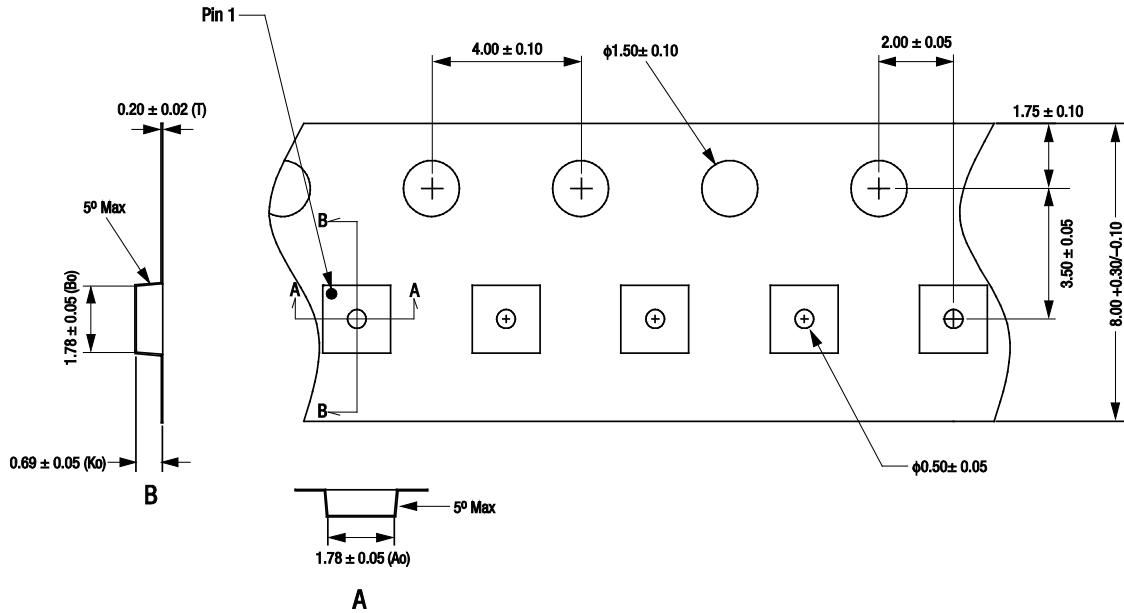 Pin 1
4.00 ± 0.10
ϕ1.50± 0.10
2.00 ± 0.05
0.20 ± 0.02 (T)
1.75 ± 0.10
5º Max
B
3.50 ± 0.05
8.00 +0.30/–0.10
A
A
1.78 ± 0.05 (Bo)
B
0.69 ± 0.05 (Ko)
ϕ0.50± 0.05
B
5º Max
1.78 ± 0.05 (Ao)
A